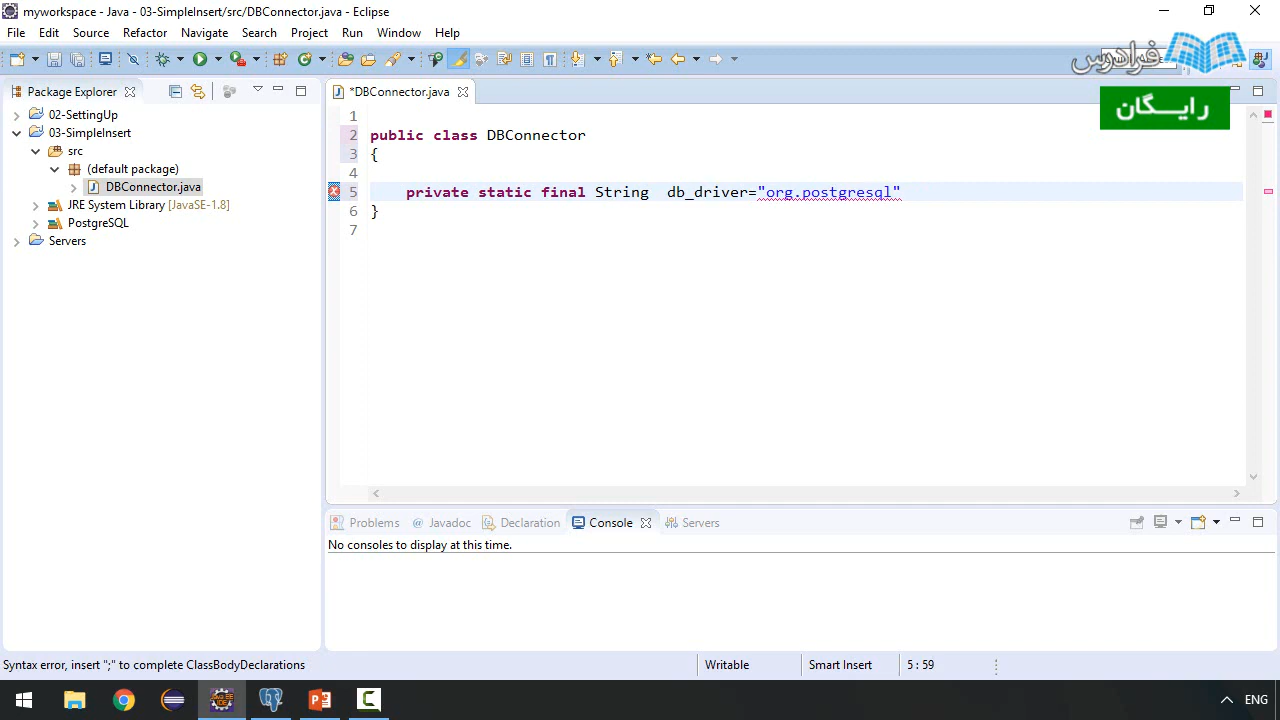 myworkspace - Java - 03-SimpleInsert/src/DBConnector.java - Eclipse
File Edit Source Refactor Navigate Search Project Run Window Help
فرادرس
رایـــگان
Package Explorer
02-SettingUp
03-SimpleInsert
src
(default package)
DBConnector.java
JRE System Library [JavaSE-1.8]
PostgreSQL
Servers
*DBConnector.java
1
2 public class DBConnector
3 {
4
5 private static final String db_driver="org.postgresql"
6 }
7
Problems @ Javadoc Declaration Console Servers
No consoles to display at this time.
Syntax error, insert ";" to complete ClassBodyDeclarations
Writable
Smart Insert
5 : 59
ENG